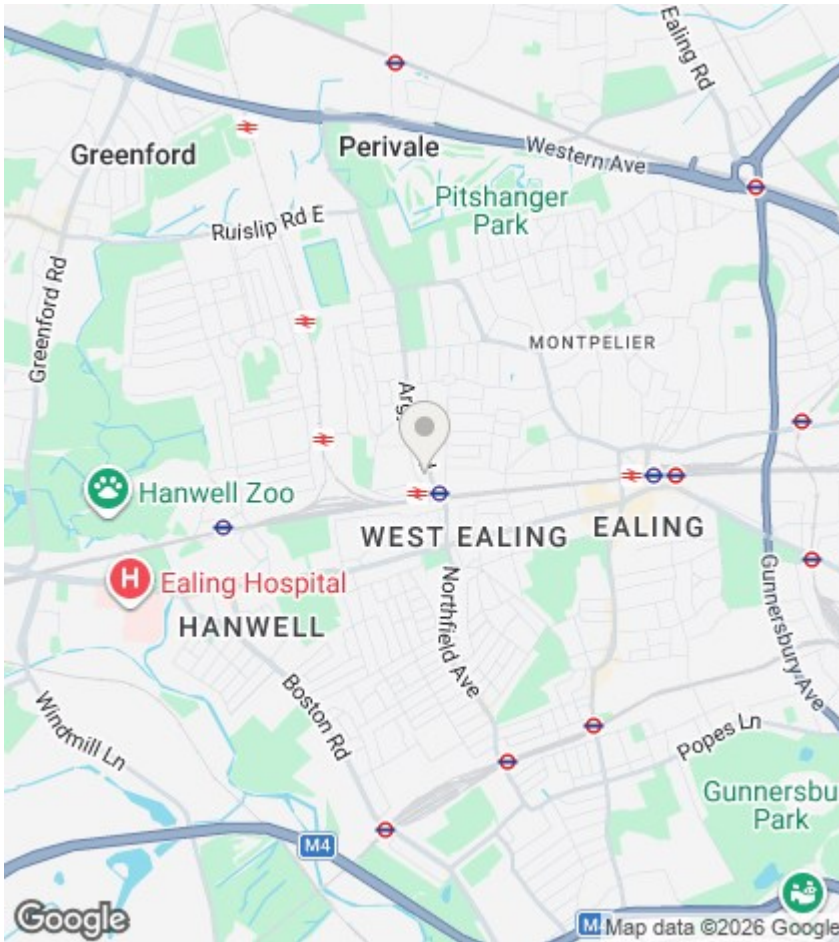 Ealing Rd
Greenford
Perivale
Western Ave
Pitshanger
Park
Ruislip Rd E
Greenford Rd
MONTPELIER
Hanwell Zoo
WEST EALING
EALING
H
Ealing Hospital
HANWELL
Northfield Ave
Gunnersbury Ave
Boston Rd
Windmill Ln
Popes Ln
Gunnersbu
Park
M4
Google
Map data ©2026 Google